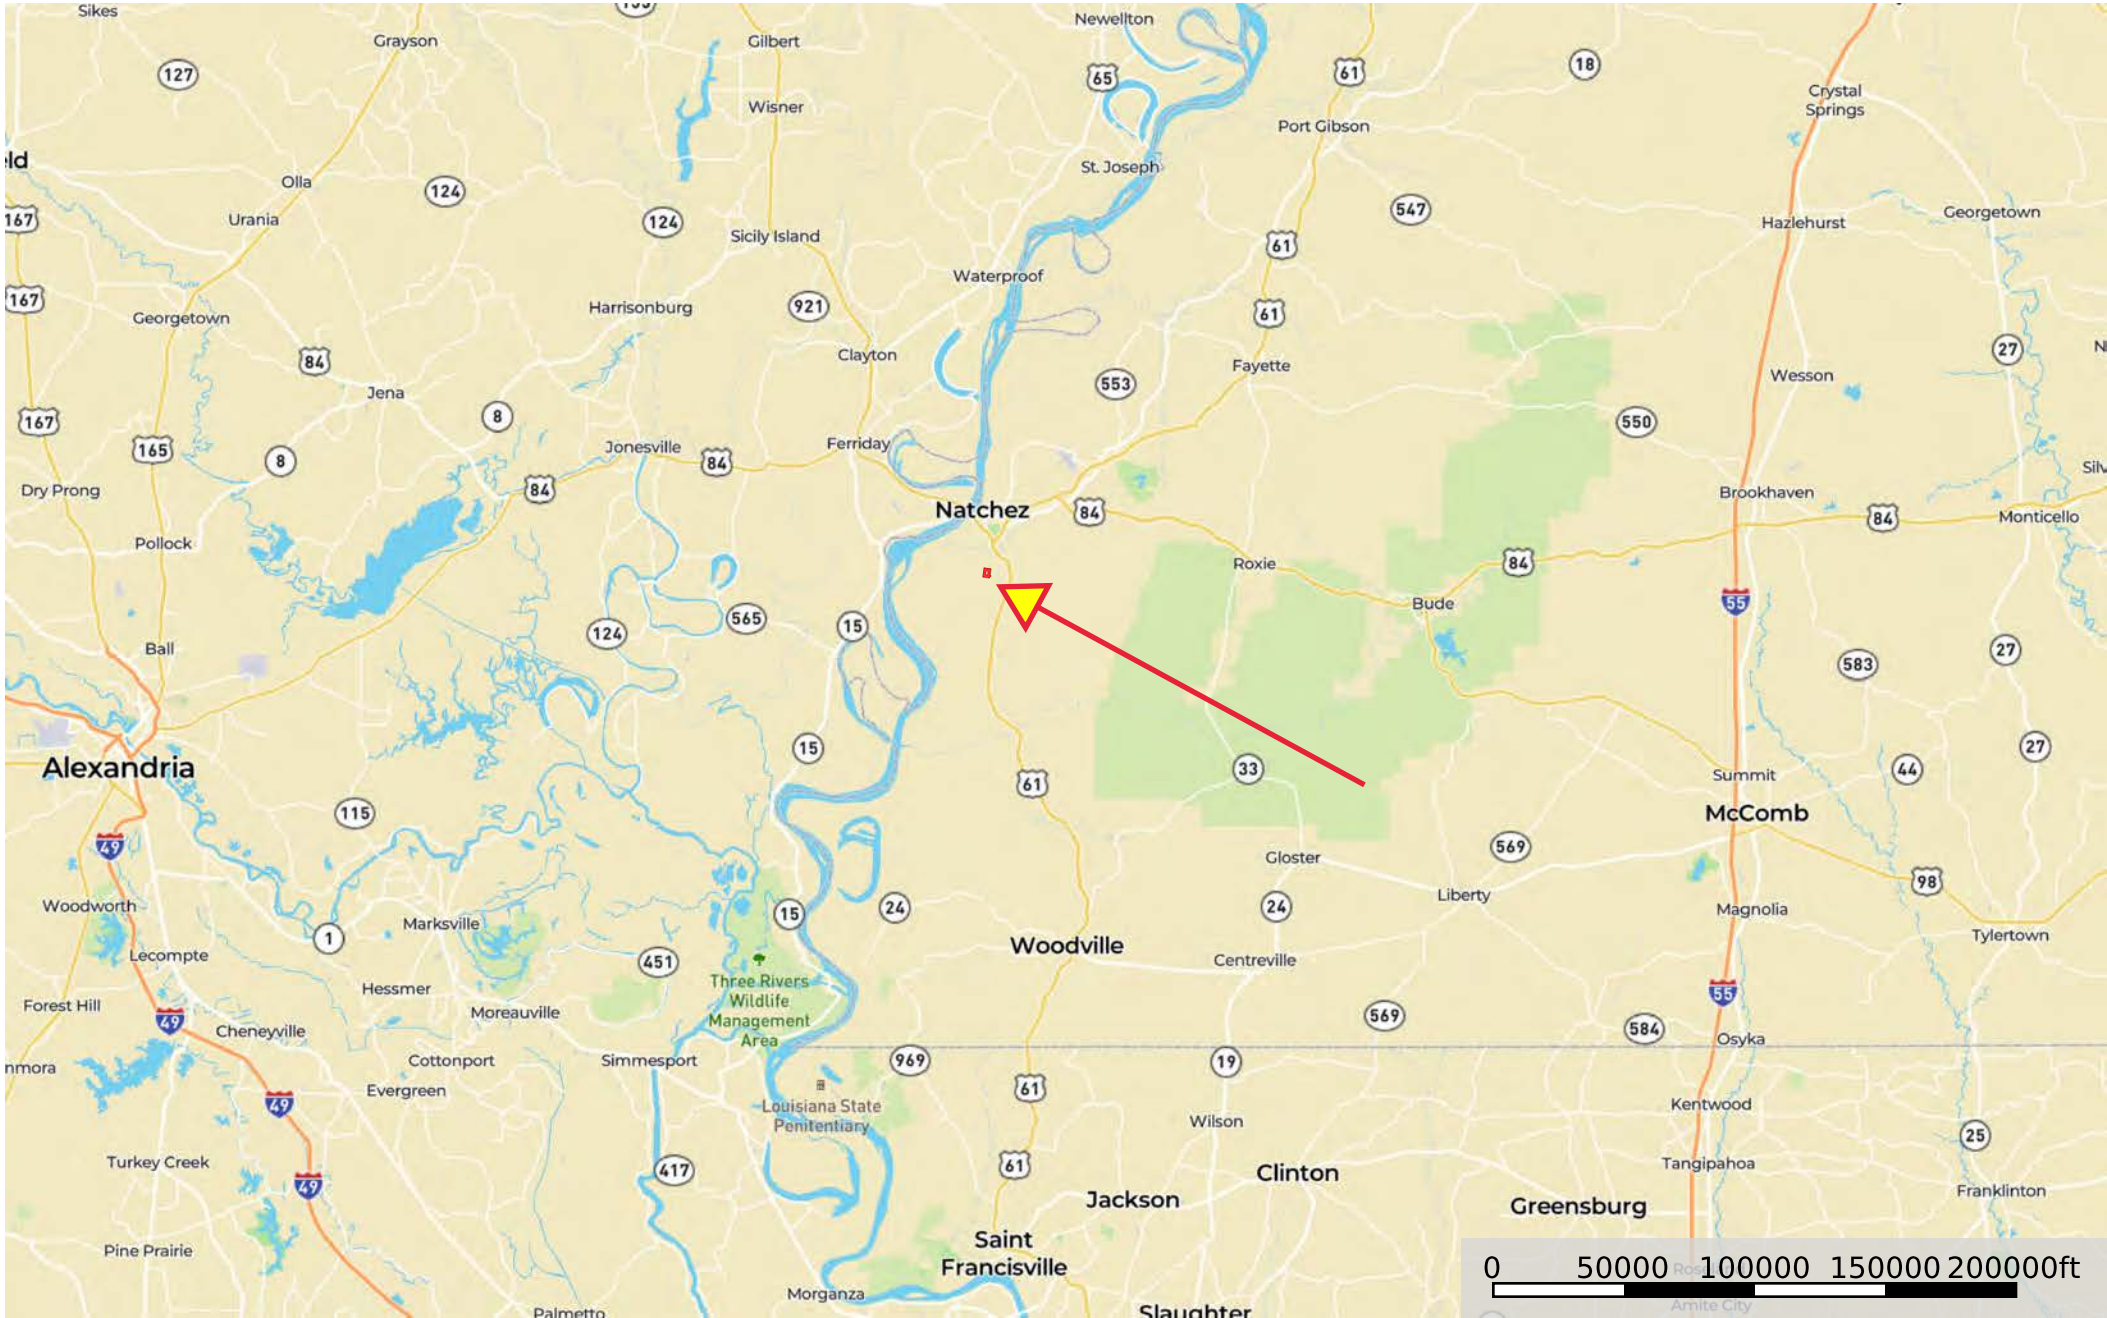 Sikes
Grayson
Gilbert
Newellton
127
65
61
18
Wisner
Crystal
Springs
Port Gibson
St. Joseph
Olla
124
Urania
167
124
547
Georgetown
Hazlehurst
Sicily Island
61
Waterproof
167
Georgetown
Harrisonburg
921
61
84
Clayton
Fayette
27
Wesson
Jena
553
8
167
550
165
8
Jonesville
84
Ferriday
Dry Prong
84
Brookhaven
Natchez
84
84
Monticello
Pollock
Roxie
84
Bude
55
124
565
15
Ball
583
27
15
27
Alexandria
61
33
Summit
44
115
McComb
49
Gloster
569
98
Woodworth
Marksville
1
15
24
24
Liberty
Magnolia
Tylertown
Lecompte
451
Woodville
Centreville
Three Rivers
Wildlife
Management
Area
Hessmer
Forest Hill
Moreauville
55
49
Cheneyville
569
584
Osyka
Cottonport
Simmesport
969
19
Evergreen
61
49
Louisiana State
Penitentiary
Kentwood
Wilson
25
Turkey Creek
417
61
Clinton
Tangipahoa
49
Jackson
Franklinton
Greensburg
Saint
Francisville
Pine Prairie
0 50000 100000 150000 200000ft
Morganza
Amite City
Palmetto
Slaughter